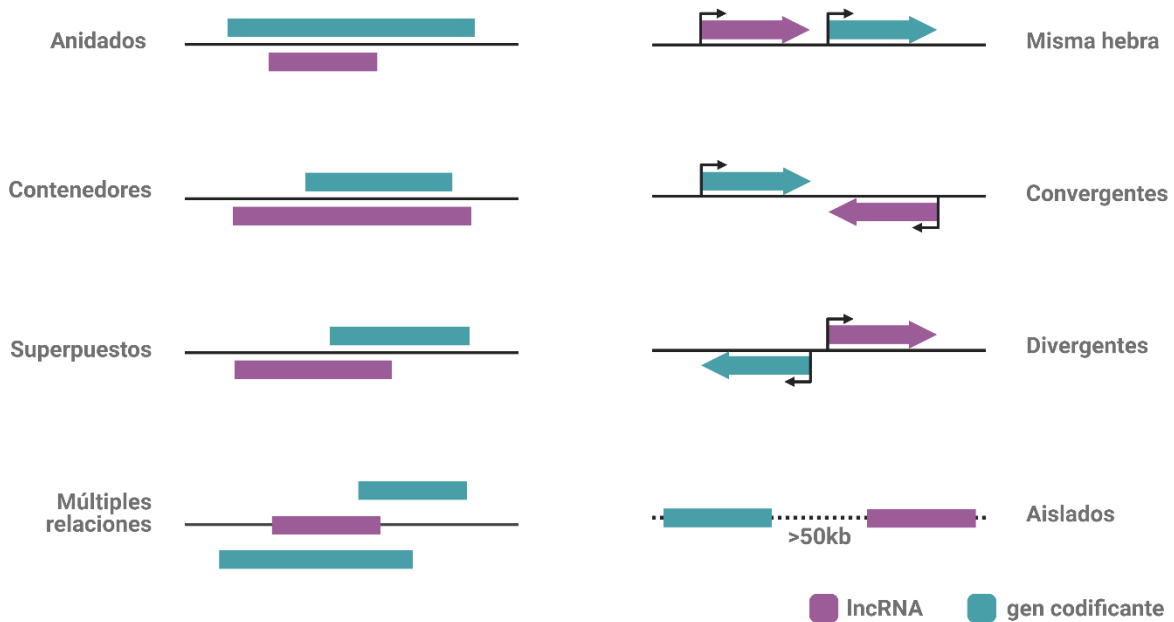 Anidados
Misma hebra
Contenedores
Convergentes
Superpuestos
Divergentes
Múltiples
relaciones
Aislados
>50kb
lncRNA
gen codificante